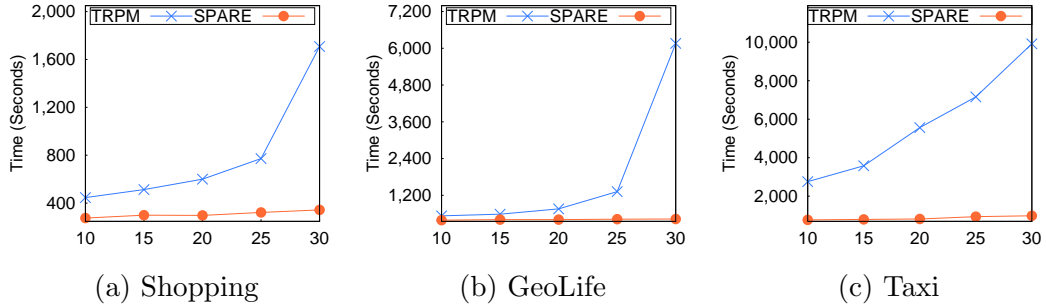 TRPM SPARE
2,000
1,600
1,200
800
400
Time (Seconds)
10 15 20 25 30
(a) Shopping
TRPM SPARE
7,200
6,000
4,800
3,600
2,400
1,200
Time (Seconds)
10 15 20 25 30
(b) GeoLife
TRPM SPARE
10,000
8,000
6,000
4,000
2,000
Time (Seconds)
10 15 20 25 30
(c) Taxi